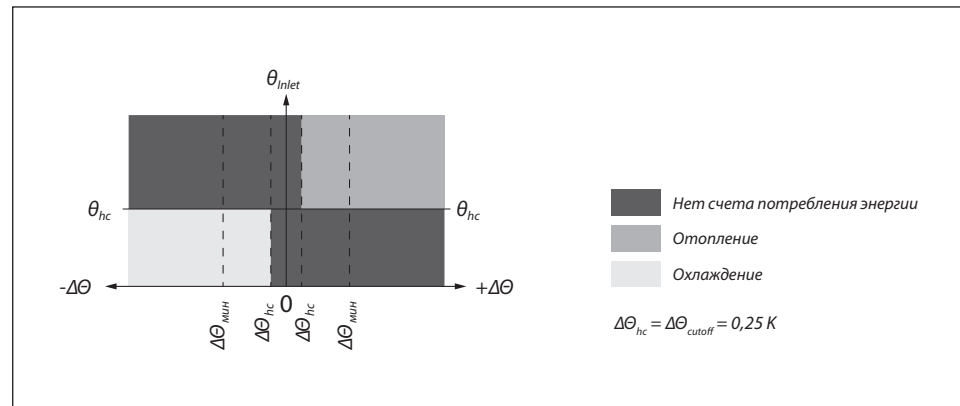 θInlet
θhc
θhc
-ΔΘ
0
+ΔΘ
ΔΘмин
ΔΘhc
ΔΘhc
ΔΘмин
Нет счета потребления энергии
Отопление
Охлаждение
ΔΘhc = ΔΘcutoff = 0,25 K